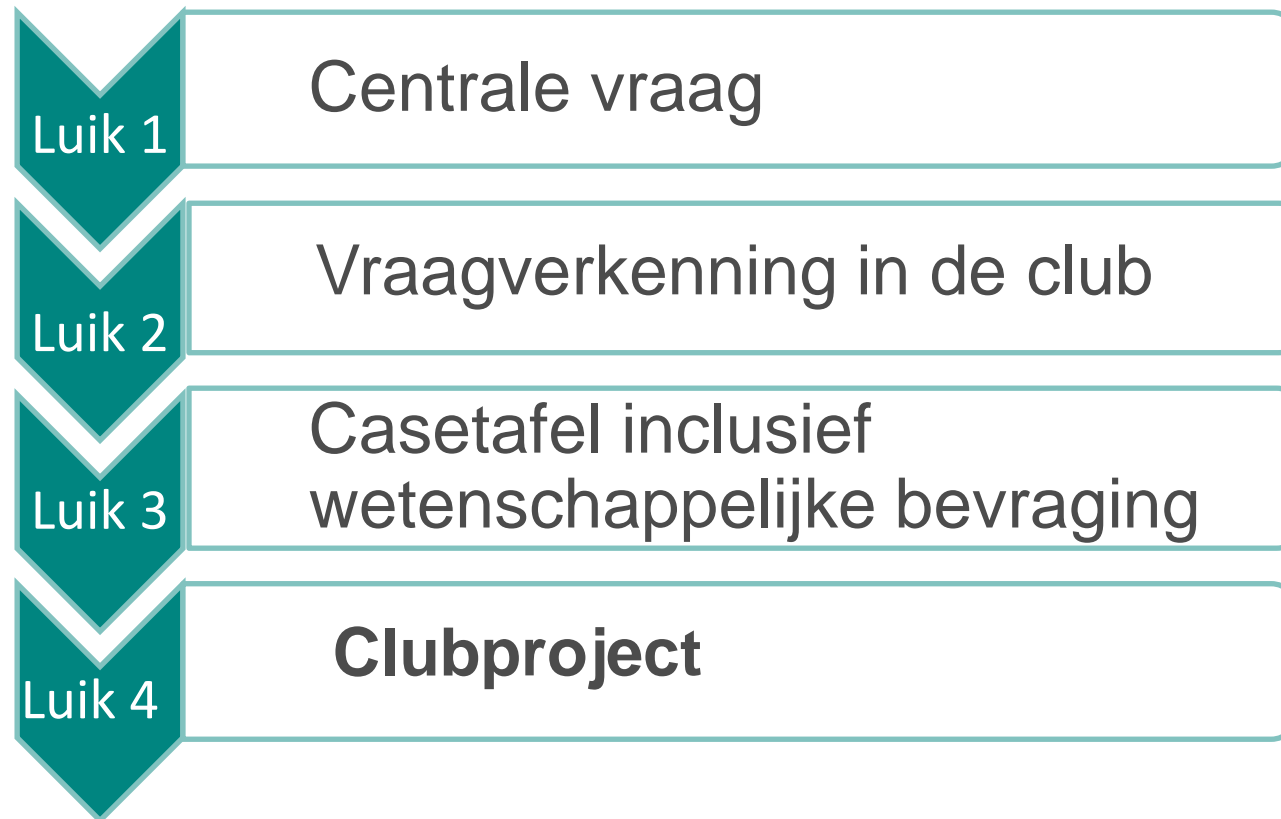 Luik 1
Centrale vraag
Luik 2
Vraagverkenning in de club
Luik 3
Casetafel inclusief
wetenschappelijke bevraging
Luik 4
Clubproject